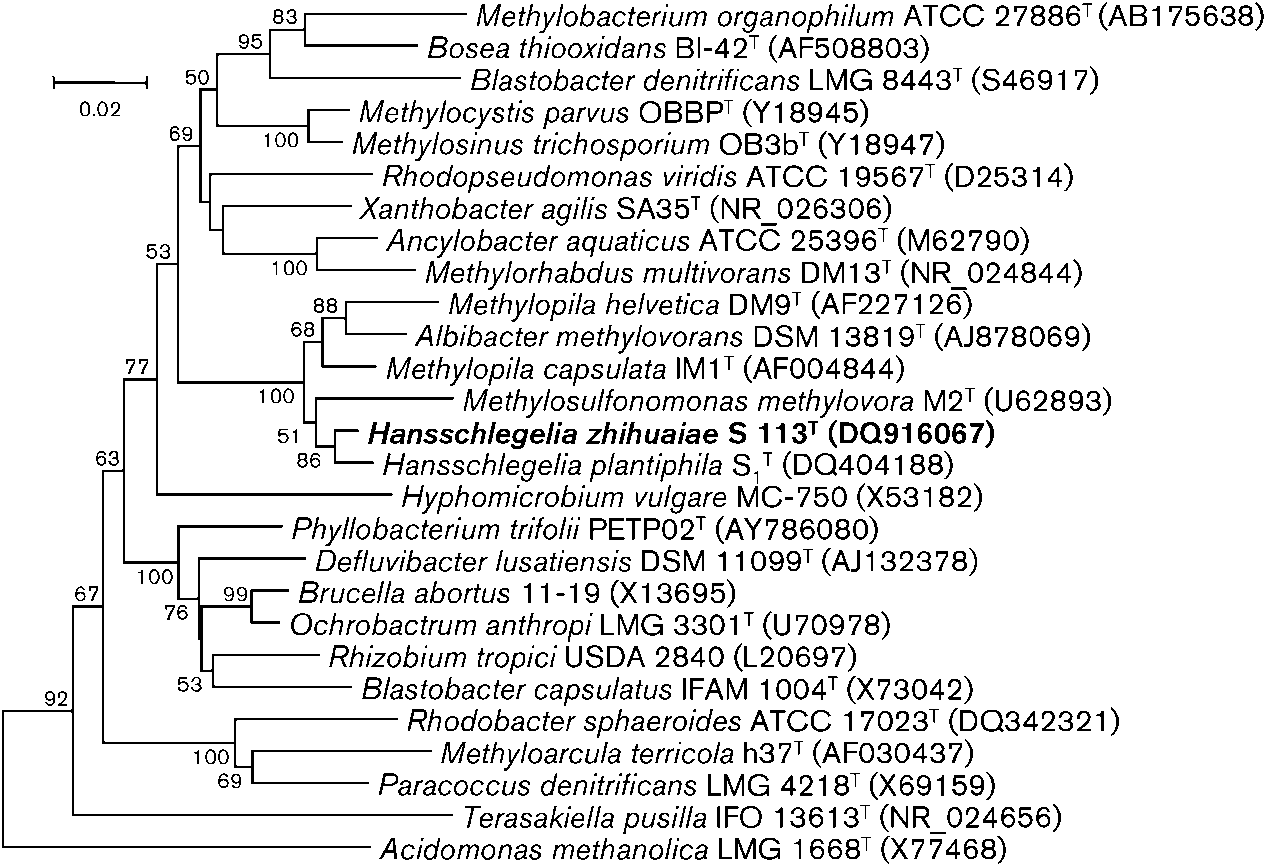 83
Methylobacterium organophilum ATCC 27886ᵀ (AB175638)
95
Bosea thiooxidans BI-42ᵀ (AF508803)
50
Blastobacter denitrificans LMG 8443ᵀ (S46917)
0.02
Methylocystis parvus OBBPᵀ (Y18945)
69
100
Methylosinus trichosporium OB3bᵀ (Y18947)
Rhodopseudomonas viridis ATCC 19567ᵀ (D25314)
Xanthobacter agilis SA35ᵀ (NR_026306)
53
Ancylobacter aquaticus ATCC 25396ᵀ (M62790)
100
Methylorhabdus multivorans DM13ᵀ (NR_024844)
88
Methylopila helvetica DM9ᵀ (AF227126)
68
Albibacter methylovorans DSM 13819ᵀ (AJ878069)
77
Methylopila capsulata IM1ᵀ (AF004844)
100
Methylosulfonomonas methylovora M2ᵀ (U62893)
51
Hansschlegelia zhihuaiae S 113ᵀ (DQ916067)
63
86
Hansschlegelia plantiphila S₁ᵀ (DQ404188)
Hyphomicrobium vulgare MC-750 (X53182)
Phyllobacterium trifolii PETP02ᵀ (AY786080)
Defluvibacter lusatiensis DSM 11099ᵀ (AJ132378)
100
67
99
Brucella abortus 11-19 (X13695)
76
Ochrobactrum anthropi LMG 3301ᵀ (U70978)
Rhizobium tropici USDA 2840 (L20697)
53
Blastobacter capsulatus IFAM 1004ᵀ (X73042)
92
Rhodobacter sphaeroides ATCC 17023ᵀ (DQ342321)
100
Methyloarcula terricola h37ᵀ (AF030437)
69
Paracoccus denitrificans LMG 4218ᵀ (X69159)
Terasakiella pusilla IFO 13613ᵀ (NR_024656)
Acidomonas methanolica LMG 1668ᵀ (X77468)